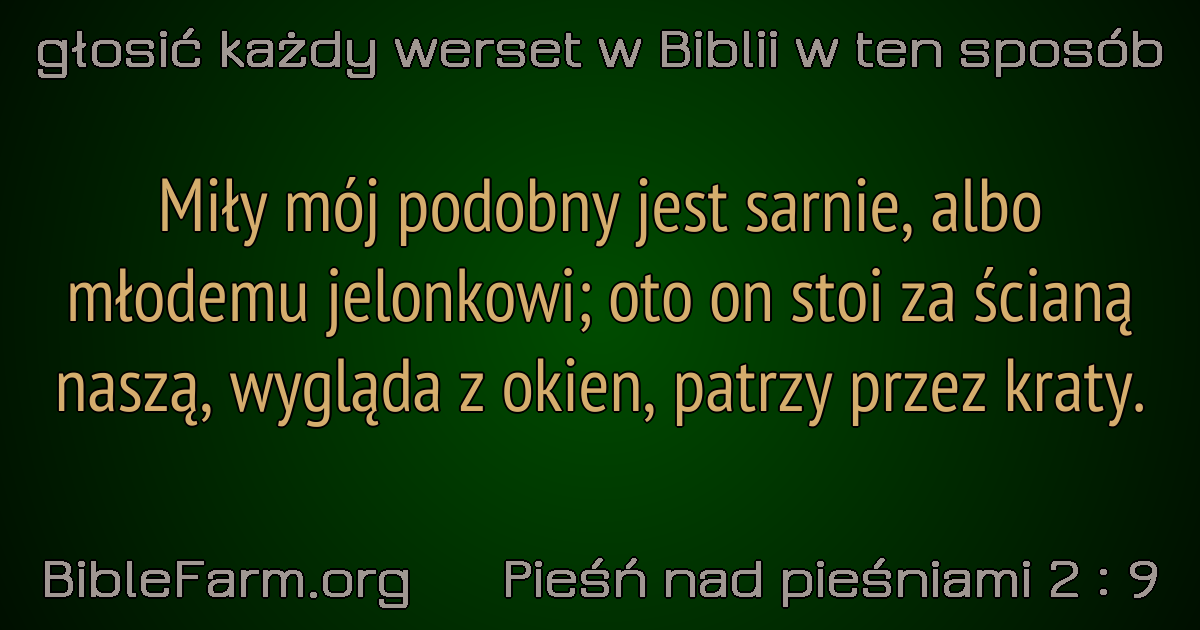 głosić każdy werset w Biblii w ten sposób
Miły mój podobny jest sarnie, albo
młodemu jelonkowi; oto on stoi za ścianą
naszą, wygląda z okien, patrzy przez kraty.
BibleFarm.org Pieśń nad pieśniami 2 : 9